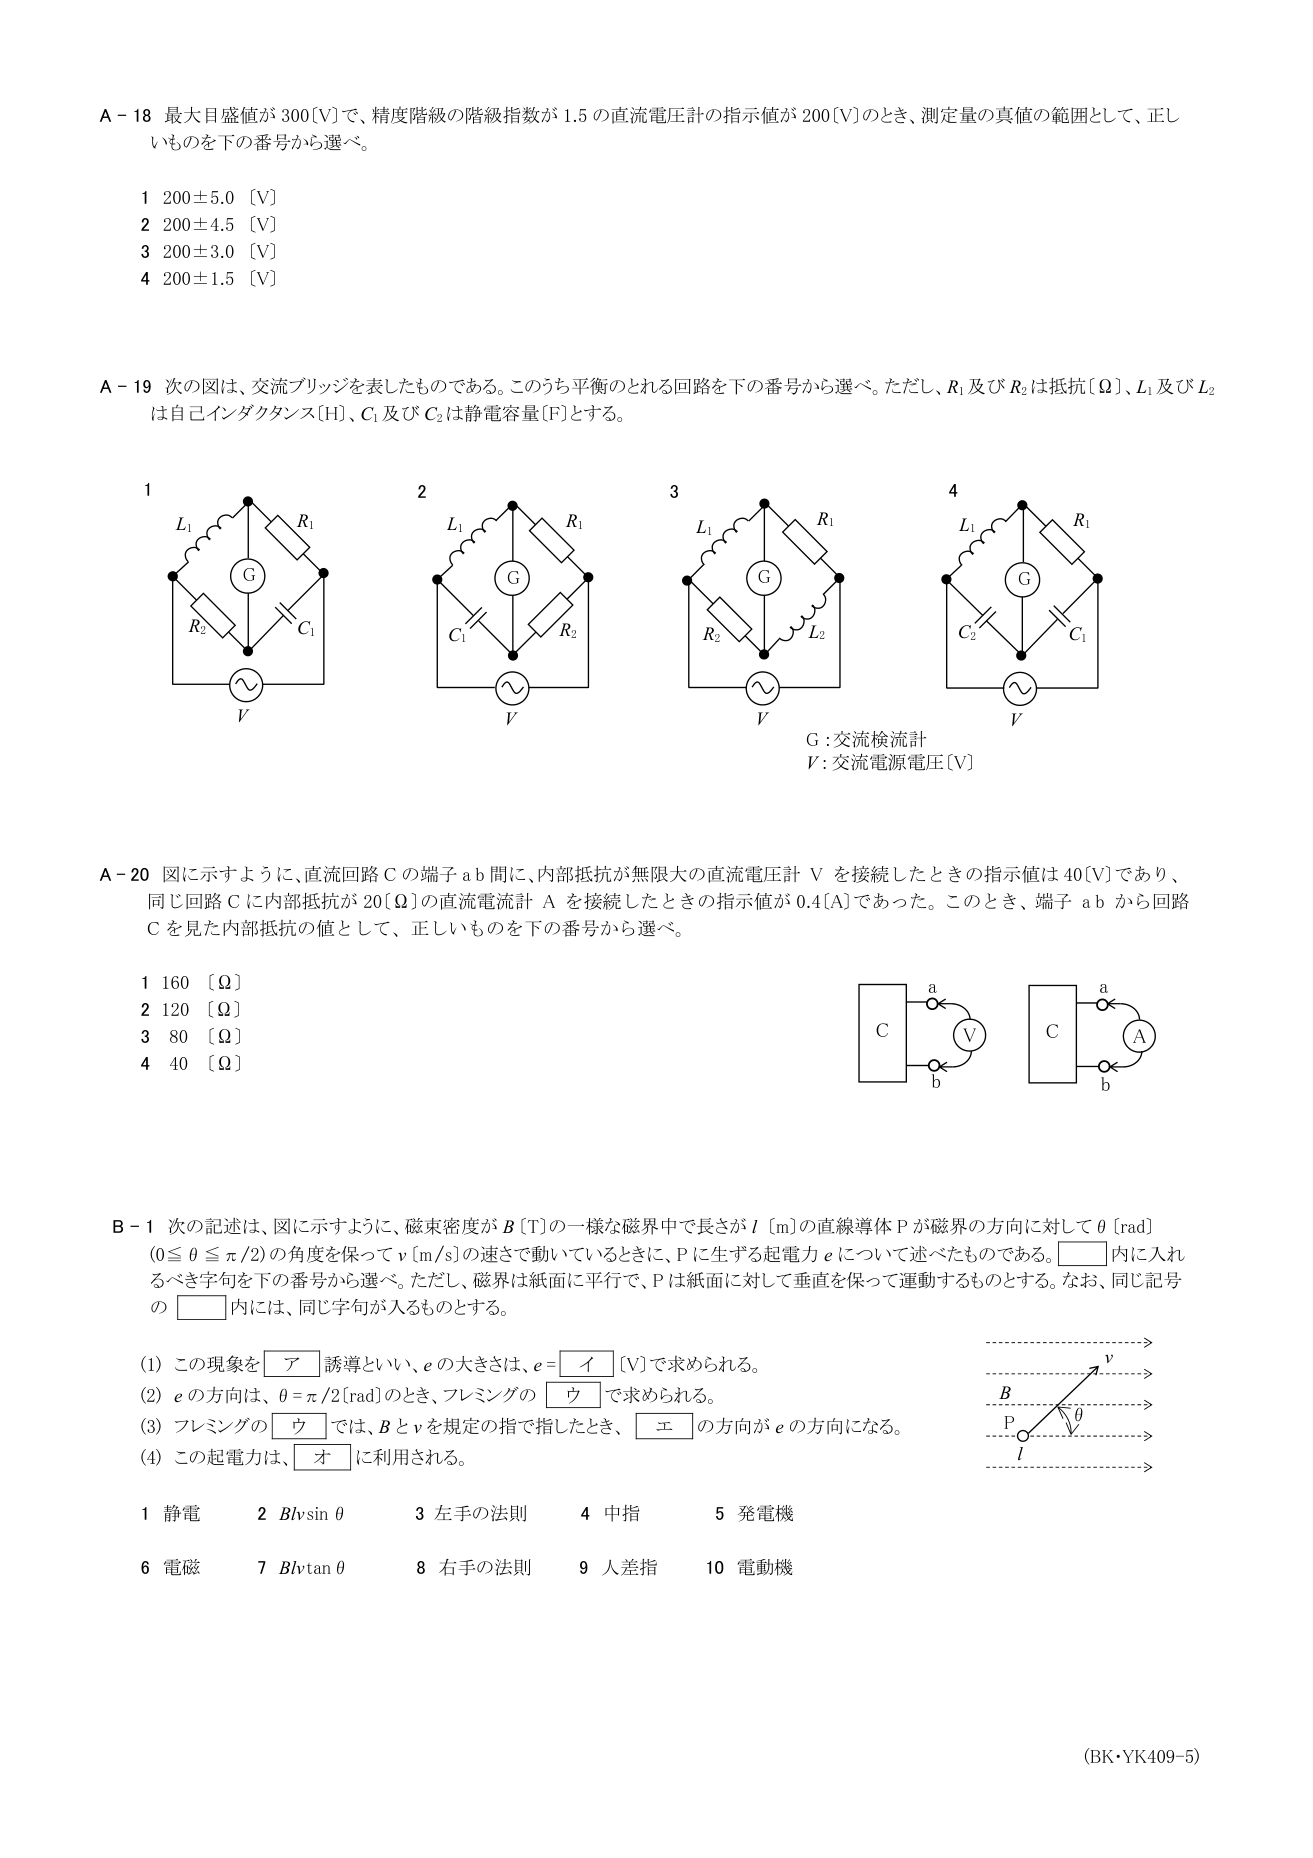 A－18 最大目盛値が 300〔V〕で、精度階級の階級指数が 1.5 の直流電圧計の指示値が 200〔V〕のとき、測定量の真値の範囲として、正し
いものを下の番号から選べ。
1 200±5.0 〔V〕
2 200±4.5 〔V〕
3 200±3.0 〔V〕
4 200±1.5 〔V〕
A－19 次の図は、交流ブリッジを表したものである。このうち平衡のとれる回路を下の番号から選べ。ただし、R1 及び R2 は抵抗〔Ω〕、L1 及び L2
は自己インダクタンス〔H〕、C1 及び C2 は静電容量〔F〕とする。
1
L1
R1
G
R2
C1
V
2
L1
R1
G
C1
R2
V
3
L1
R1
G
R2
L2
V
4
L1
R1
G
C2
C1
V
G：交流検流計
V：交流電源電圧〔V〕
A－20 図に示すように、直流回路 C の端子 a b 間に、内部抵抗が無限大の直流電圧計 V を接続したときの指示値は 40〔V〕であり、
同じ回路 C に内部抵抗が 20〔Ω〕の直流電流計 A を接続したときの指示値が 0.4〔A〕であった。このとき、端子 a b から回路
C を見た内部抵抗の値として、正しいものを下の番号から選べ。
1 160 〔Ω〕
2 120 〔Ω〕
3 80 〔Ω〕
4 40 〔Ω〕
C
a
V
b
C
a
A
b
B－1 次の記述は、図に示すように、磁束密度が B〔T〕の一様な磁界中で長さが l〔m〕の直線導体 P が磁界の方向に対して θ〔rad〕
(0≦ θ ≦π/2)の角度を保って v〔m/s〕の速さで動いているときに、P に生ずる起電力 e について述べたものである。 内に入れ
るべき字句を下の番号から選べ。ただし、磁界は紙面に平行で、P は紙面に対して垂直を保って運動するものとする。なお、同じ記号
の 内には、同じ字句が入るものとする。
(1) この現象を ア 誘導といい、e の大きさは、e= イ 〔V〕で求められる。
(2) e の方向は、θ=π/2〔rad〕のとき、フレミングの ウ で求められる。
(3) フレミングの ウ では、B と v を規定の指で指したとき、 エ の方向が e の方向になる。
(4) この起電力は、 オ に利用される。
v
B
P
θ
l
1 静電 2 Blv sin θ 3 左手の法則 4 中指 5 発電機
6 電磁 7 Blv tan θ 8 右手の法則 9 人差指 10 電動機
(BK･YK409-5)